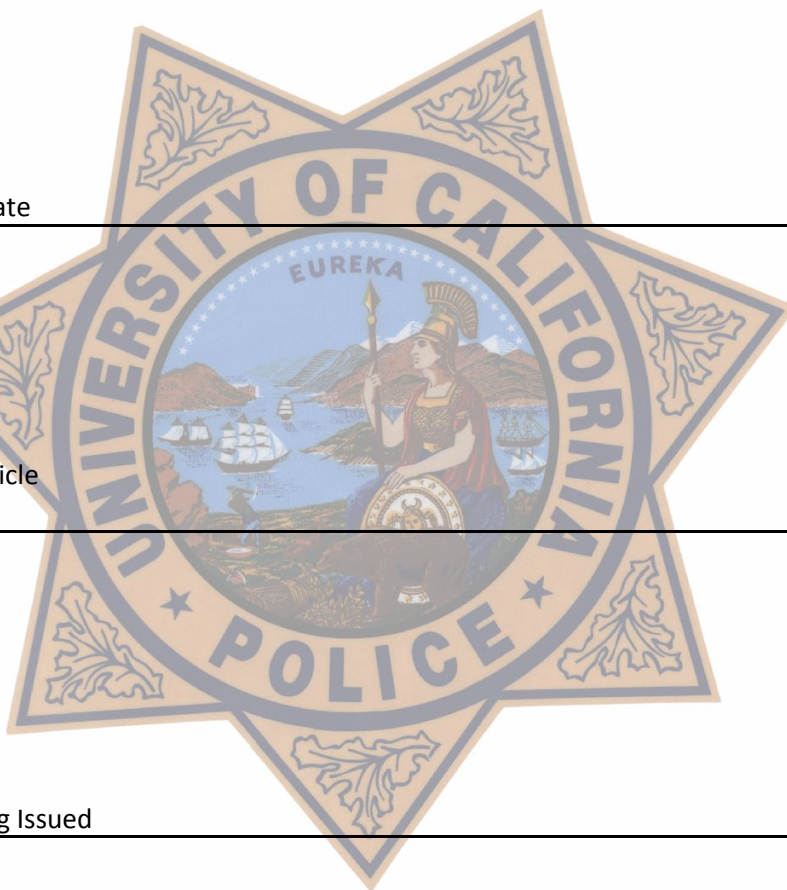 ate
UNIVERSITY OF CALIFORNIA
EUREKA
icle
POLICE
g Issued